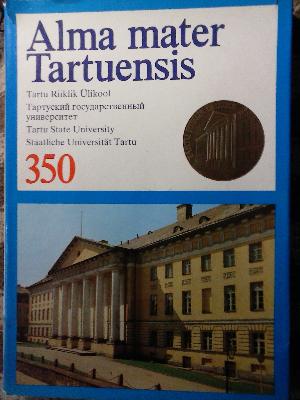 Alma mater
Tartuensis
Tartu Riiklik Ülikool
Тартуский государственный
университет
Tartu State University
Staatliche Universität Tartu
350